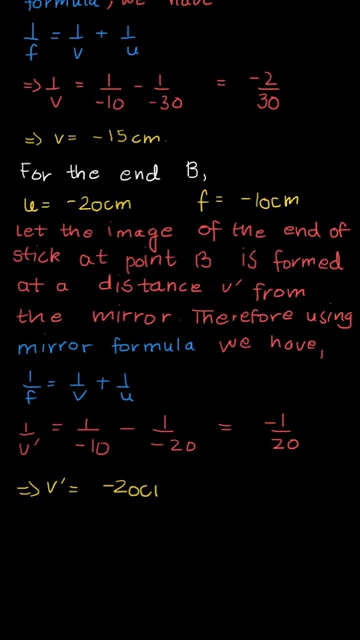 formula, we have
1/f = 1/v + 1/u
⇒ 1/v = 1/-10 - 1/-30 = -2/30
⇒ v = -15cm.
For the end B,
u = -20cm f = -10cm
Let the image of the end of
stick at point B is formed
at a distance v' from
the mirror. Therefore using
mirror formula we have,
1/f = 1/v + 1/u
1/v' = 1/-10 - 1/-20 = -1/20
⇒ v' = -20c